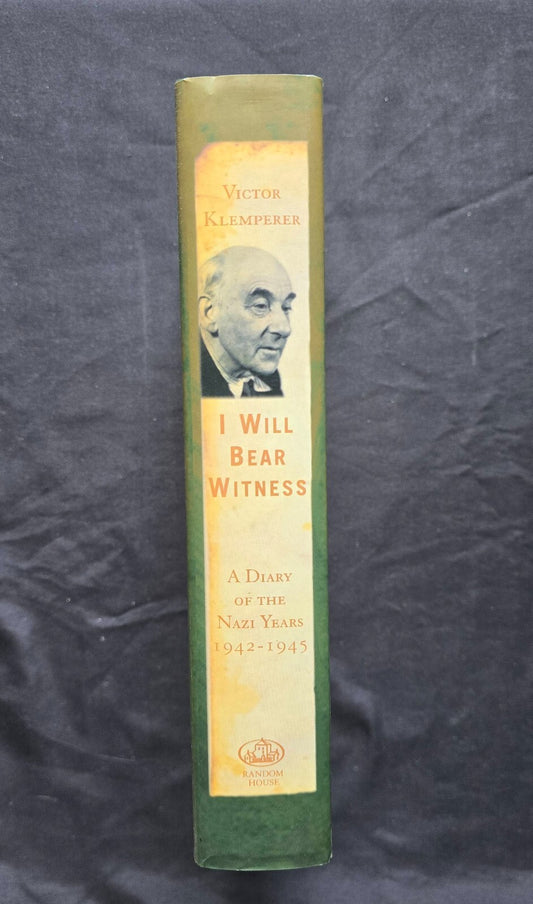 Victor
Klemperer
I Will
Bear
Witness
A Diary
of the
Nazi Years
1942-1945
Random
House